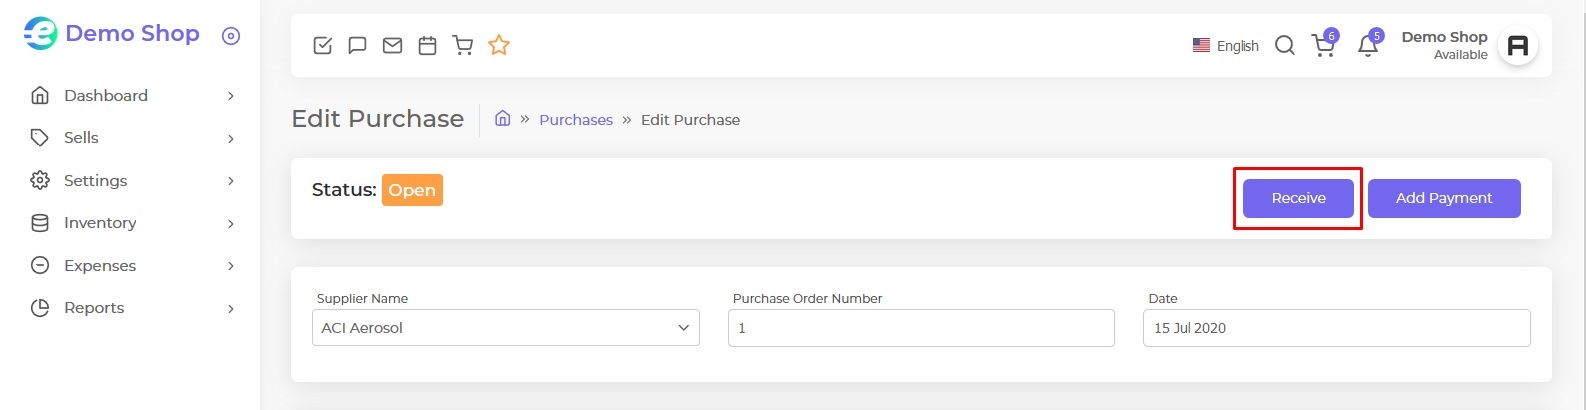 Demo Shop
Dashboard
Sells
Settings
Inventory
Expenses
Reports
English
6
5
Demo Shop
Available
Edit Purchase
» Purchases » Edit Purchase
Status: Open
Receive
Add Payment
Supplier Name
ACI Aerosol
Purchase Order Number
1
Date
15 Jul 2020